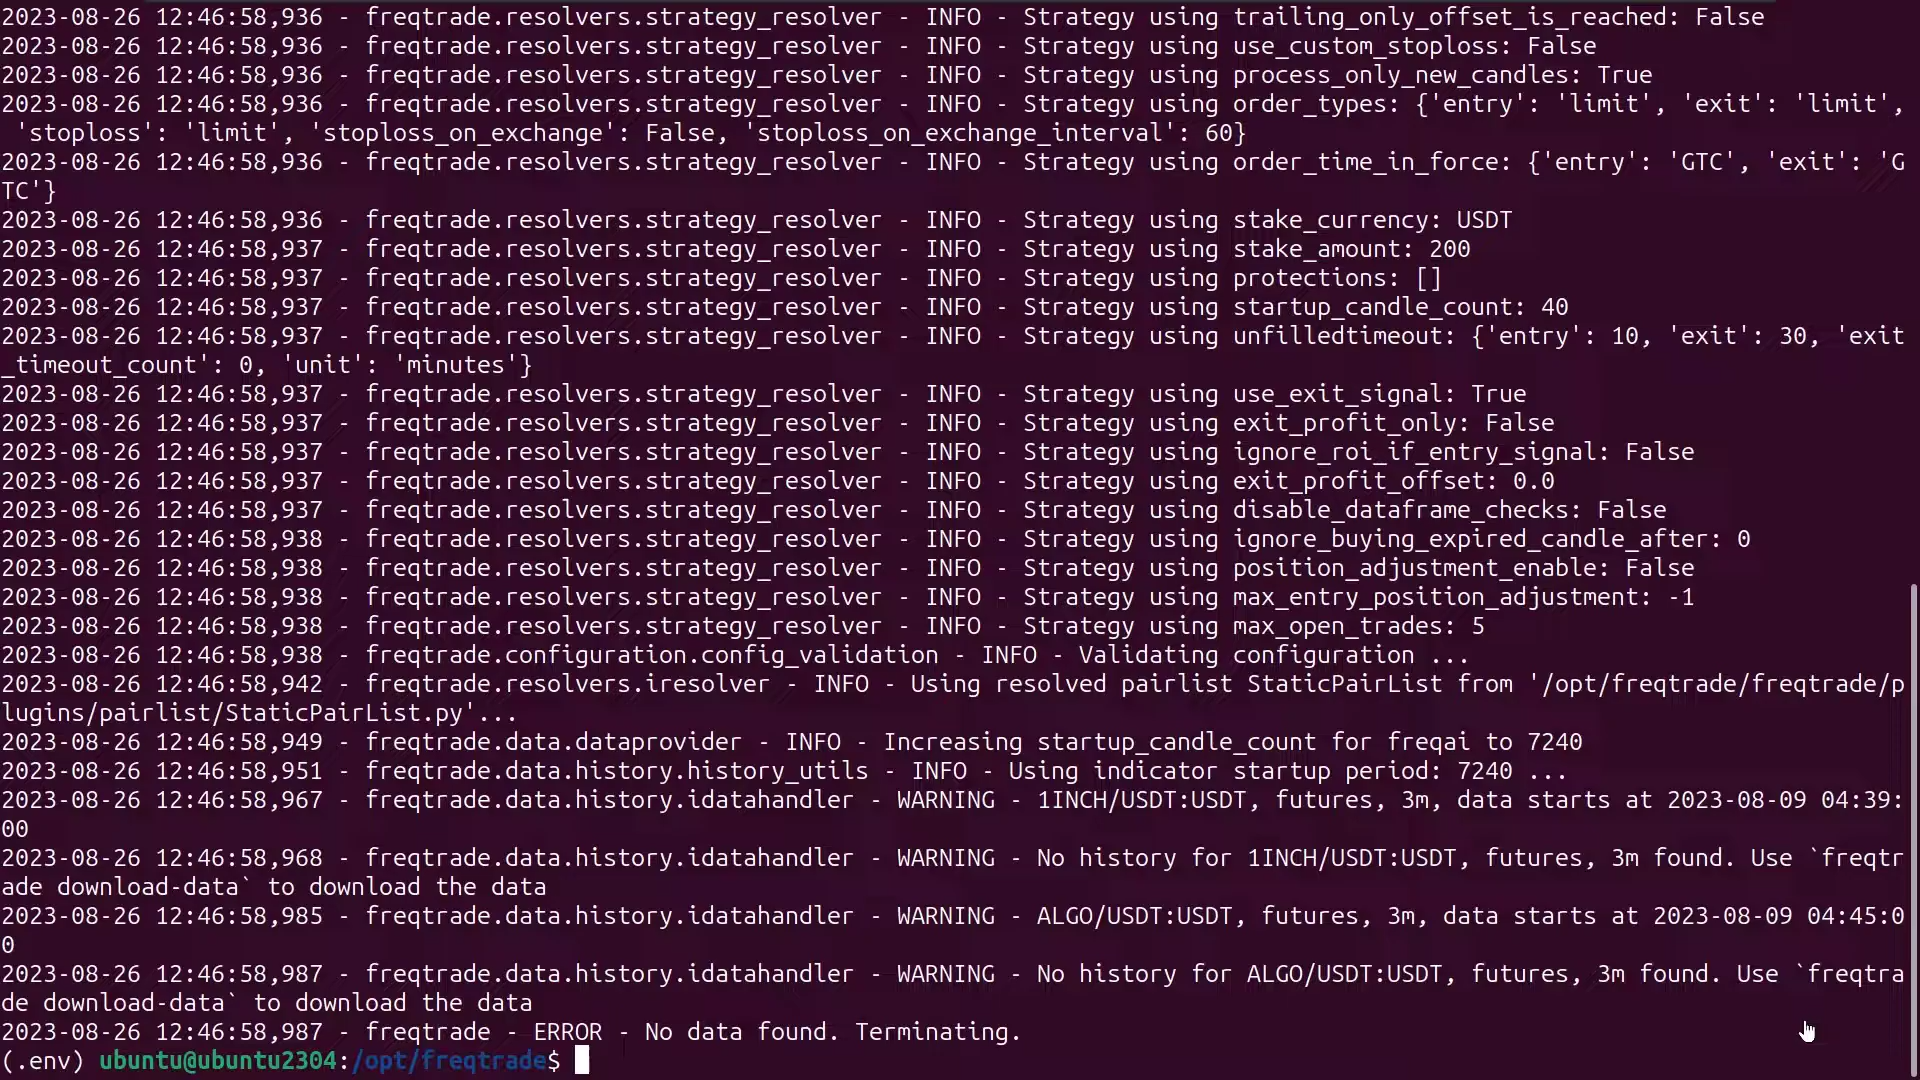 2023-08-26 12:46:58,936 - freqtrade.resolvers.strategy_resolver - INFO - Strategy using trailing_only_offset_is_reached: False
2023-08-26 12:46:58,936 - freqtrade.resolvers.strategy_resolver - INFO - Strategy using use_custom_stoploss: False
2023-08-26 12:46:58,936 - freqtrade.resolvers.strategy_resolver - INFO - Strategy using process_only_new_candles: True
2023-08-26 12:46:58,936 - freqtrade.resolvers.strategy_resolver - INFO - Strategy using order_types: {'entry': 'limit', 'exit': 'limit',
 'stoploss': 'limit', 'stoploss_on_exchange': False, 'stoploss_on_exchange_interval': 60}
2023-08-26 12:46:58,936 - freqtrade.resolvers.strategy_resolver - INFO - Strategy using order_time_in_force: {'entry': 'GTC', 'exit': 'G
TC'}
2023-08-26 12:46:58,936 - freqtrade.resolvers.strategy_resolver - INFO - Strategy using stake_currency: USDT
2023-08-26 12:46:58,937 - freqtrade.resolvers.strategy_resolver - INFO - Strategy using stake_amount: 200
2023-08-26 12:46:58,937 - freqtrade.resolvers.strategy_resolver - INFO - Strategy using protections: []
2023-08-26 12:46:58,937 - freqtrade.resolvers.strategy_resolver - INFO - Strategy using startup_candle_count: 40
2023-08-26 12:46:58,937 - freqtrade.resolvers.strategy_resolver - INFO - Strategy using unfilledtimeout: {'entry': 10, 'exit': 30, 'exit
_timeout_count': 0, 'unit': 'minutes'}
2023-08-26 12:46:58,937 - freqtrade.resolvers.strategy_resolver - INFO - Strategy using use_exit_signal: True
2023-08-26 12:46:58,937 - freqtrade.resolvers.strategy_resolver - INFO - Strategy using exit_profit_only: False
2023-08-26 12:46:58,937 - freqtrade.resolvers.strategy_resolver - INFO - Strategy using ignore_roi_if_entry_signal: False
2023-08-26 12:46:58,937 - freqtrade.resolvers.strategy_resolver - INFO - Strategy using exit_profit_offset: 0.0
2023-08-26 12:46:58,937 - freqtrade.resolvers.strategy_resolver - INFO - Strategy using disable_dataframe_checks: False
2023-08-26 12:46:58,938 - freqtrade.resolvers.strategy_resolver - INFO - Strategy using ignore_buying_expired_candle_after: 0
2023-08-26 12:46:58,938 - freqtrade.resolvers.strategy_resolver - INFO - Strategy using position_adjustment_enable: False
2023-08-26 12:46:58,938 - freqtrade.resolvers.strategy_resolver - INFO - Strategy using max_entry_position_adjustment: -1
2023-08-26 12:46:58,938 - freqtrade.resolvers.strategy_resolver - INFO - Strategy using max_open_trades: 5
2023-08-26 12:46:58,938 - freqtrade.configuration.config_validation - INFO - Validating configuration ...
2023-08-26 12:46:58,942 - freqtrade.resolvers.iresolver - INFO - Using resolved pairlist StaticPairList from '/opt/freqtrade/freqtrade/p
lugins/pairlist/StaticPairList.py'...
2023-08-26 12:46:58,949 - freqtrade.data.dataprovider - INFO - Increasing startup_candle_count for freqai to 7240
2023-08-26 12:46:58,951 - freqtrade.data.history.history_utils - INFO - Using indicator startup period: 7240 ...
2023-08-26 12:46:58,967 - freqtrade.data.history.idatahandler - WARNING - 1INCH/USDT:USDT, futures, 3m, data starts at 2023-08-09 04:39:
00
2023-08-26 12:46:58,968 - freqtrade.data.history.idatahandler - WARNING - No history for 1INCH/USDT:USDT, futures, 3m found. Use `freqtr
ade download-data` to download the data
2023-08-26 12:46:58,985 - freqtrade.data.history.idatahandler - WARNING - ALGO/USDT:USDT, futures, 3m, data starts at 2023-08-09 04:45:0
0
2023-08-26 12:46:58,987 - freqtrade.data.history.idatahandler - WARNING - No history for ALGO/USDT:USDT, futures, 3m found. Use `freqtra
de download-data` to download the data
2023-08-26 12:46:58,987 - freqtrade - ERROR - No data found. Terminating.
(.env) ubuntu@ubuntu2304:/opt/freqtrade$